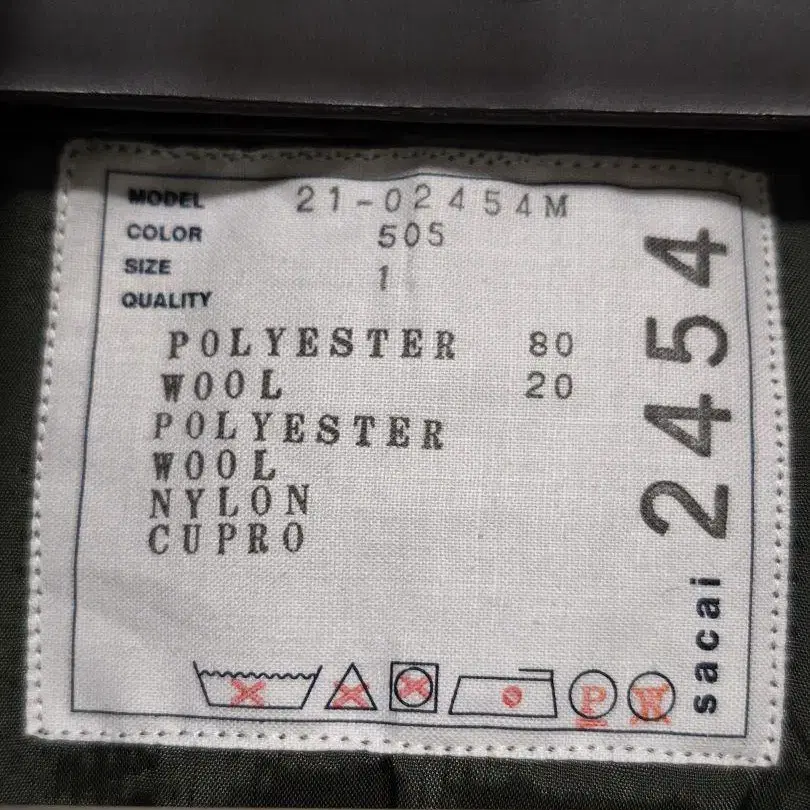 MODEL 21-02454M
COLOR 505
SIZE 1
QUALITY
POLYESTER 80
WOOL 20
POLYESTER
WOOL
NYLON
CUPRO
P W
sacai 2454